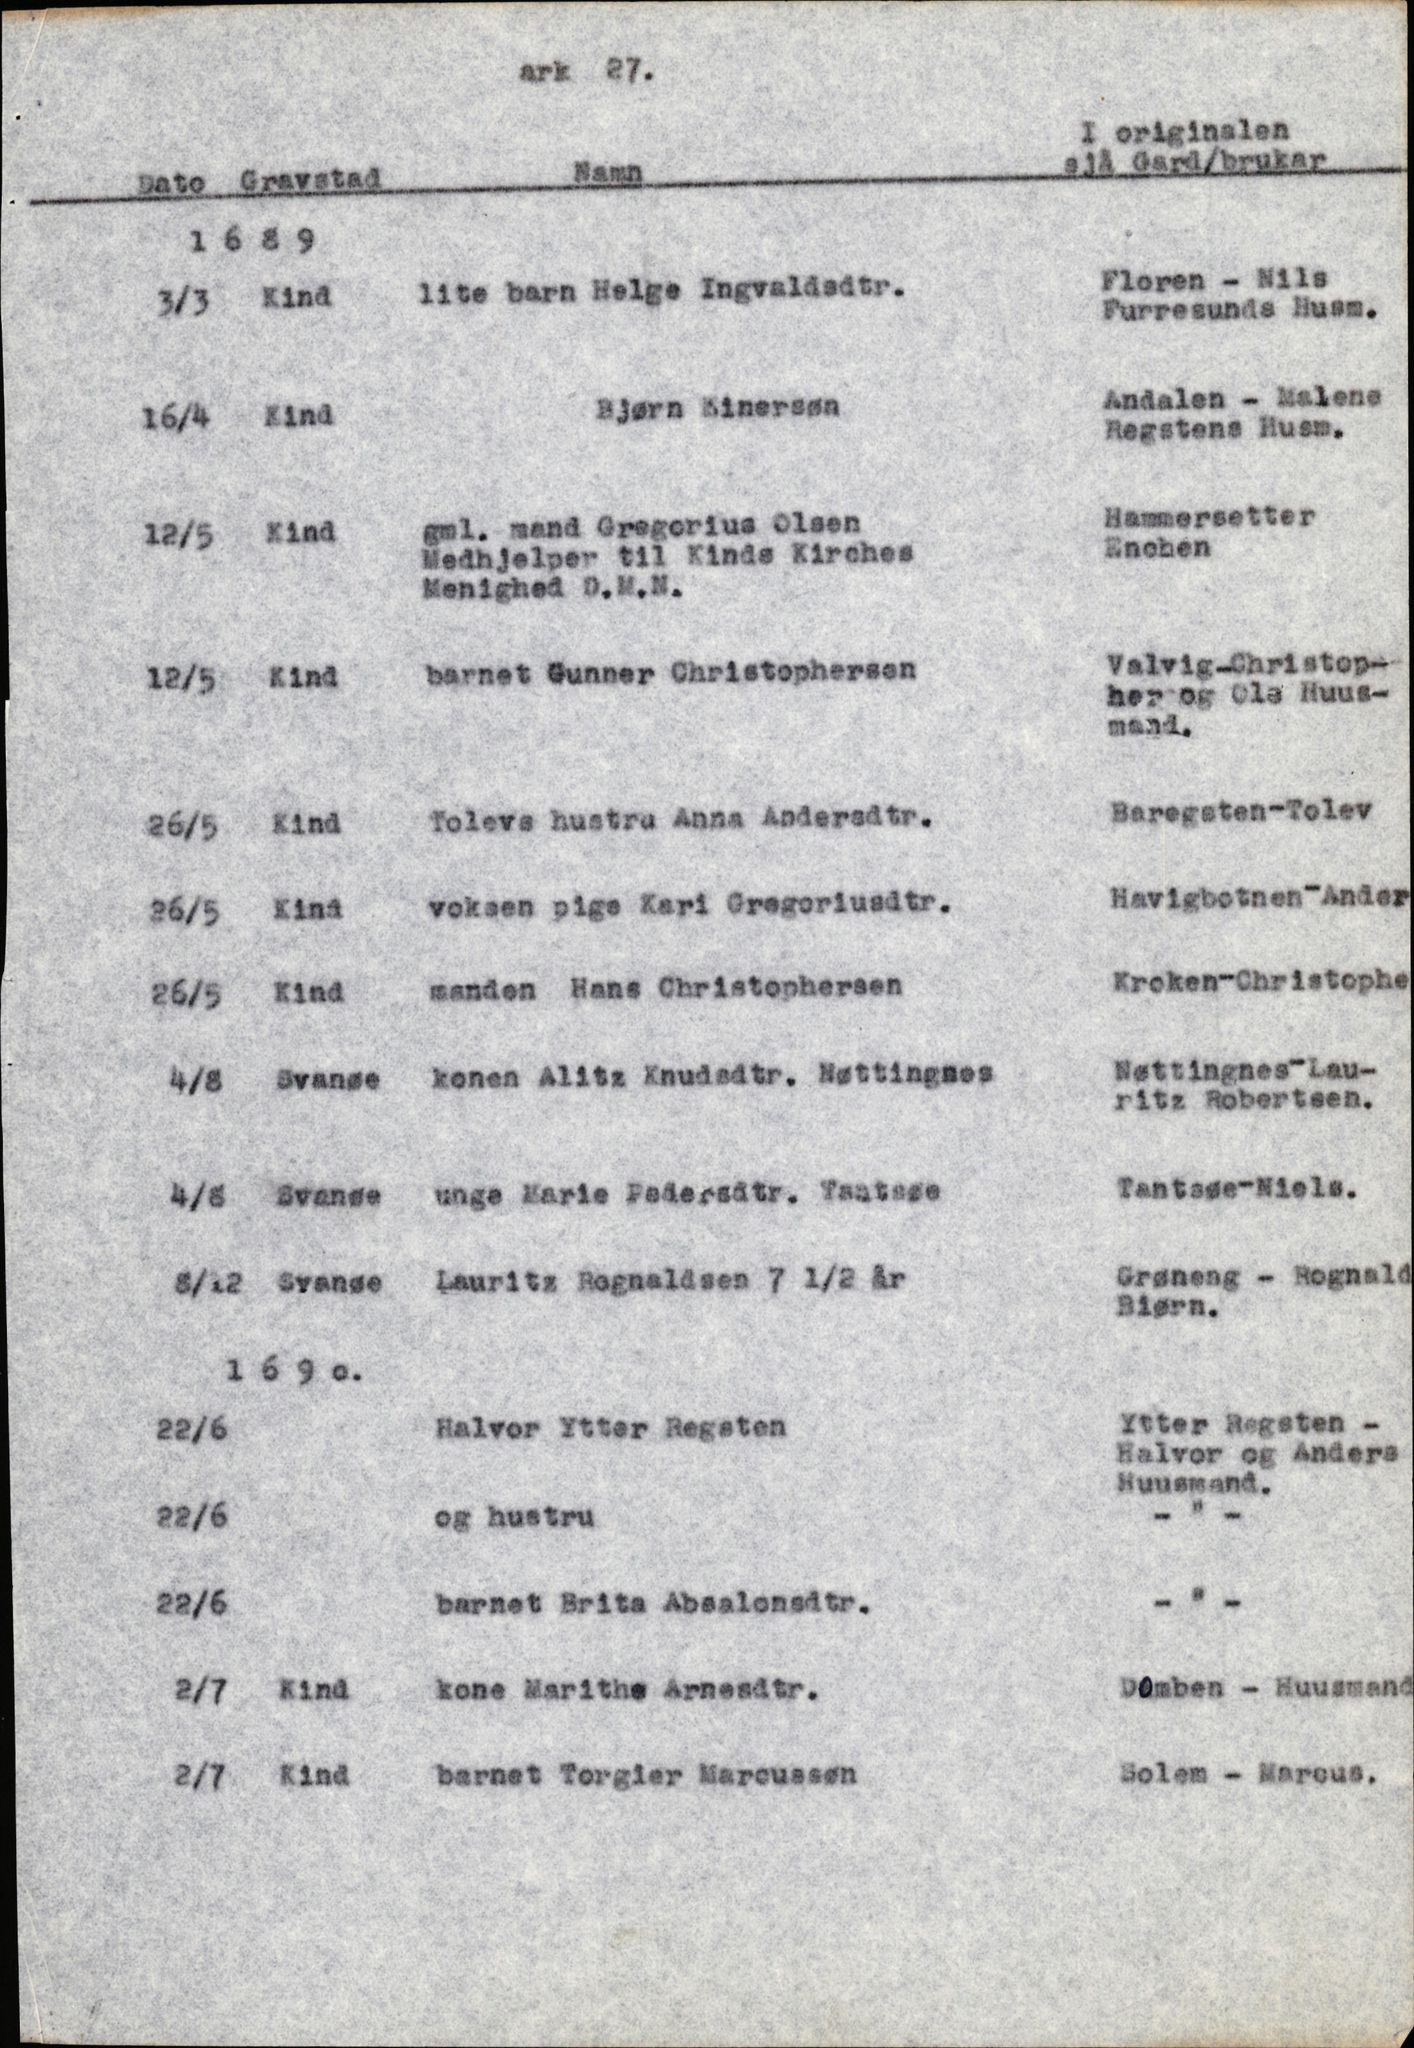 ark 27.
I originalen
Dato Gravstad Namn sjå Gard/brukar
1 6 8 9
3/3 Kind lite barn Helge Ingvaldsdtr. Floren - Nils
Furresunds Husm.
16/4 Kind Bjørn Einersøn Andalen - Malene
Regstens Husm.
12/5 Kind gml. mand Gregorius Olsen Hammersetter
Medhjelper til Kinds Kirches Enchen
Menighed D.M.N.
12/5 Kind barnet Gunner Christophersen Valvig-Christop-
her og Ole Huus-
mand.
26/5 Kind Tolevs hustru Anna Andersdtr. Baregsten-Tolev
26/5 Kind voksen pige Kari Gregoriusdtr. Havigbotnen-Ander
26/5 Kind manden Hans Christophersen Kroken-Christophe
4/8 Svanøe konen Alitz Knudsdtr. Nøttingnes Nøttingnes-Lau-
ritz Robertsen.
4/8 Svanøe unge Marie Pedersdtr. Tantsøe Tantsøe-Niels.
8/12 Svanøe Lauritz Rognaldsen 7 1/2 år Grøneng - Rognald
Biørn.
1 6 9 o.
22/6 Halvor Ytter Regsten Ytter Regsten -
Halvor og Anders
Huusmand.
22/6 og hustru - " -
22/6 barnet Brita Absalonsdtr. - " -
2/7 Kind kone Marithe Arnesdtr. Domben - Huusmand
2/7 Kind barnet Torgier Marcussøn Solem - Marcus.